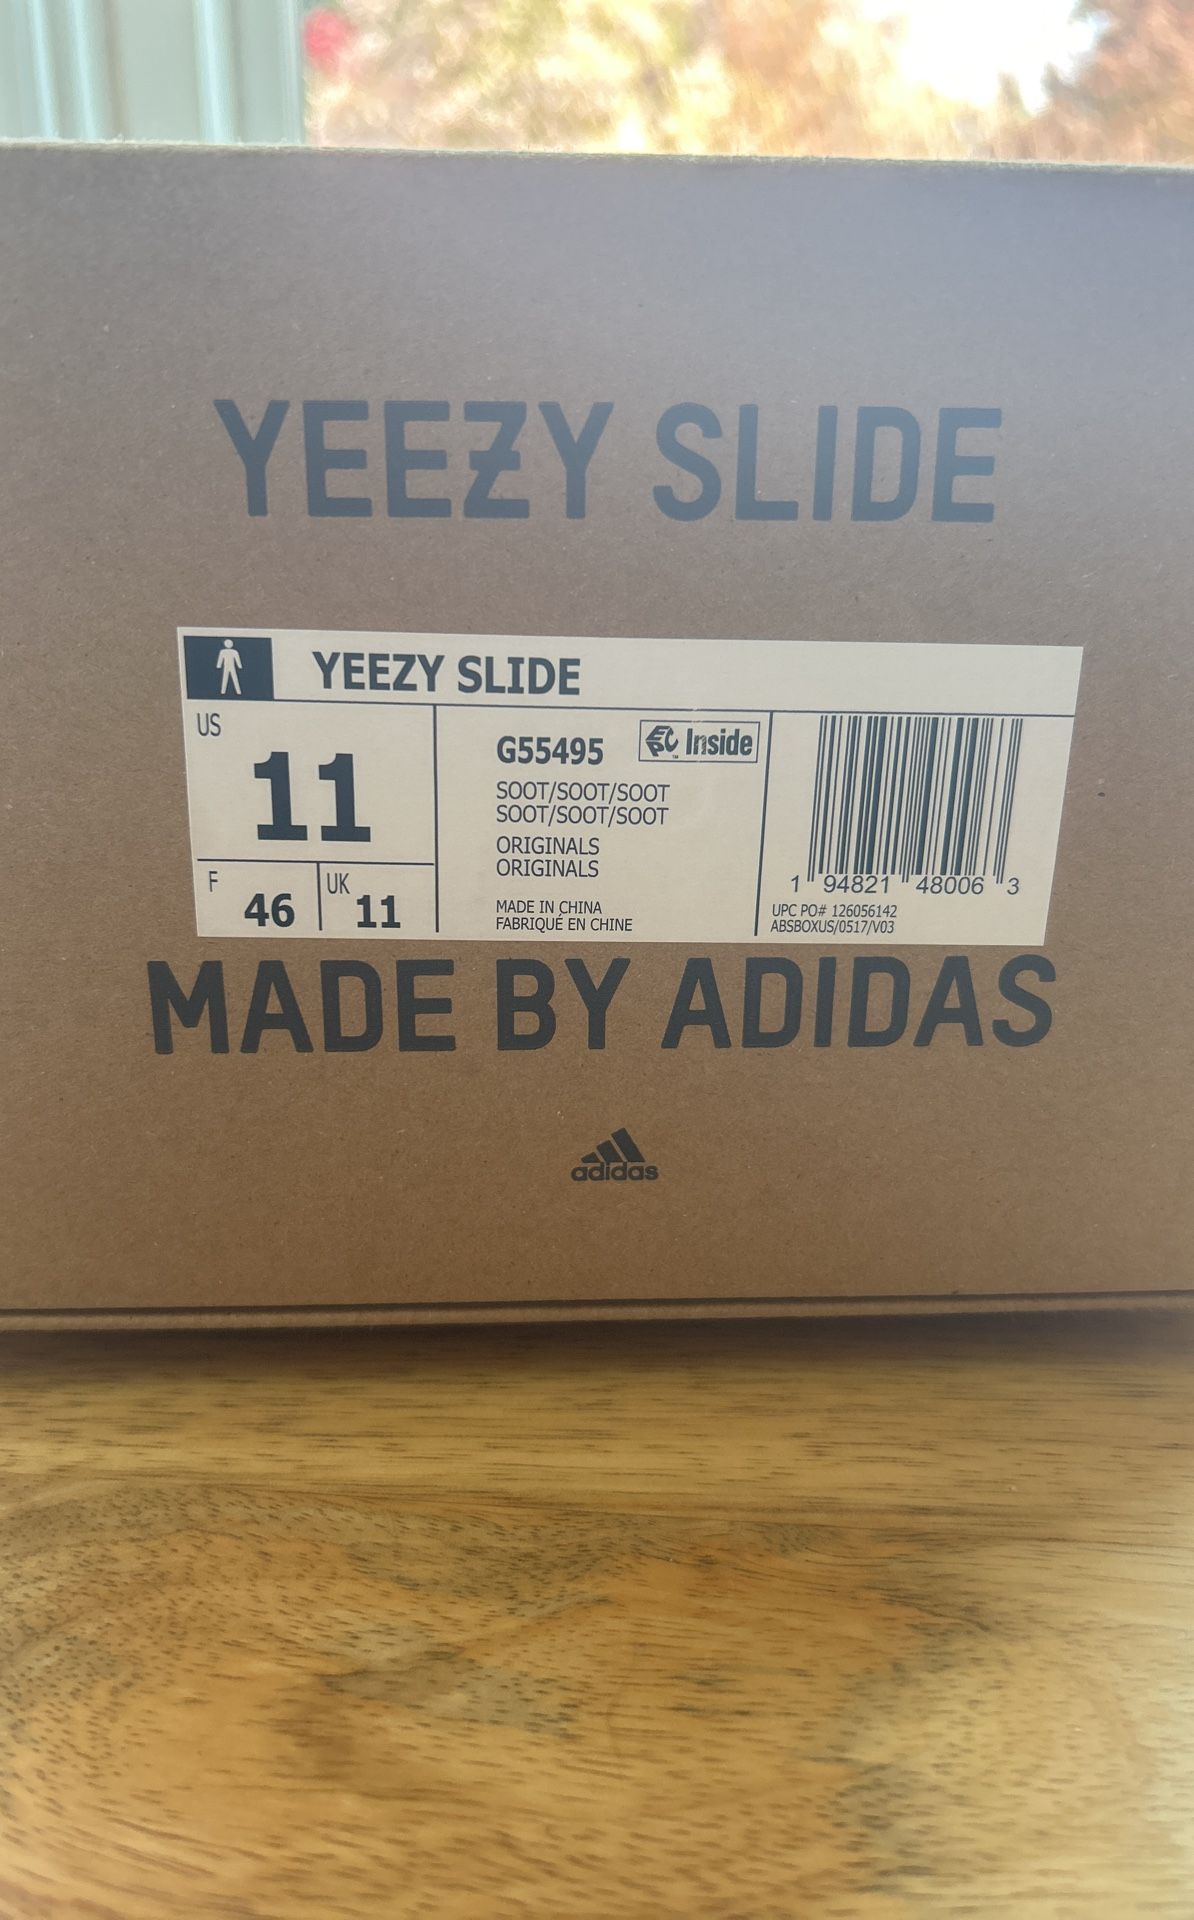 YEEZY SLIDE
YEEZY SLIDE
US
11
F
46
UK
11
G55495
EPC Inside
™
SOOT/SOOT/SOOT
SOOT/SOOT/SOOT
ORIGINALS
ORIGINALS
MADE IN CHINA
FABRIQUÉ EN CHINE
1 94821 48006 3
UPC PO# 126056142
ABSBOXUS/0517/V03
MADE BY ADIDAS
adidas